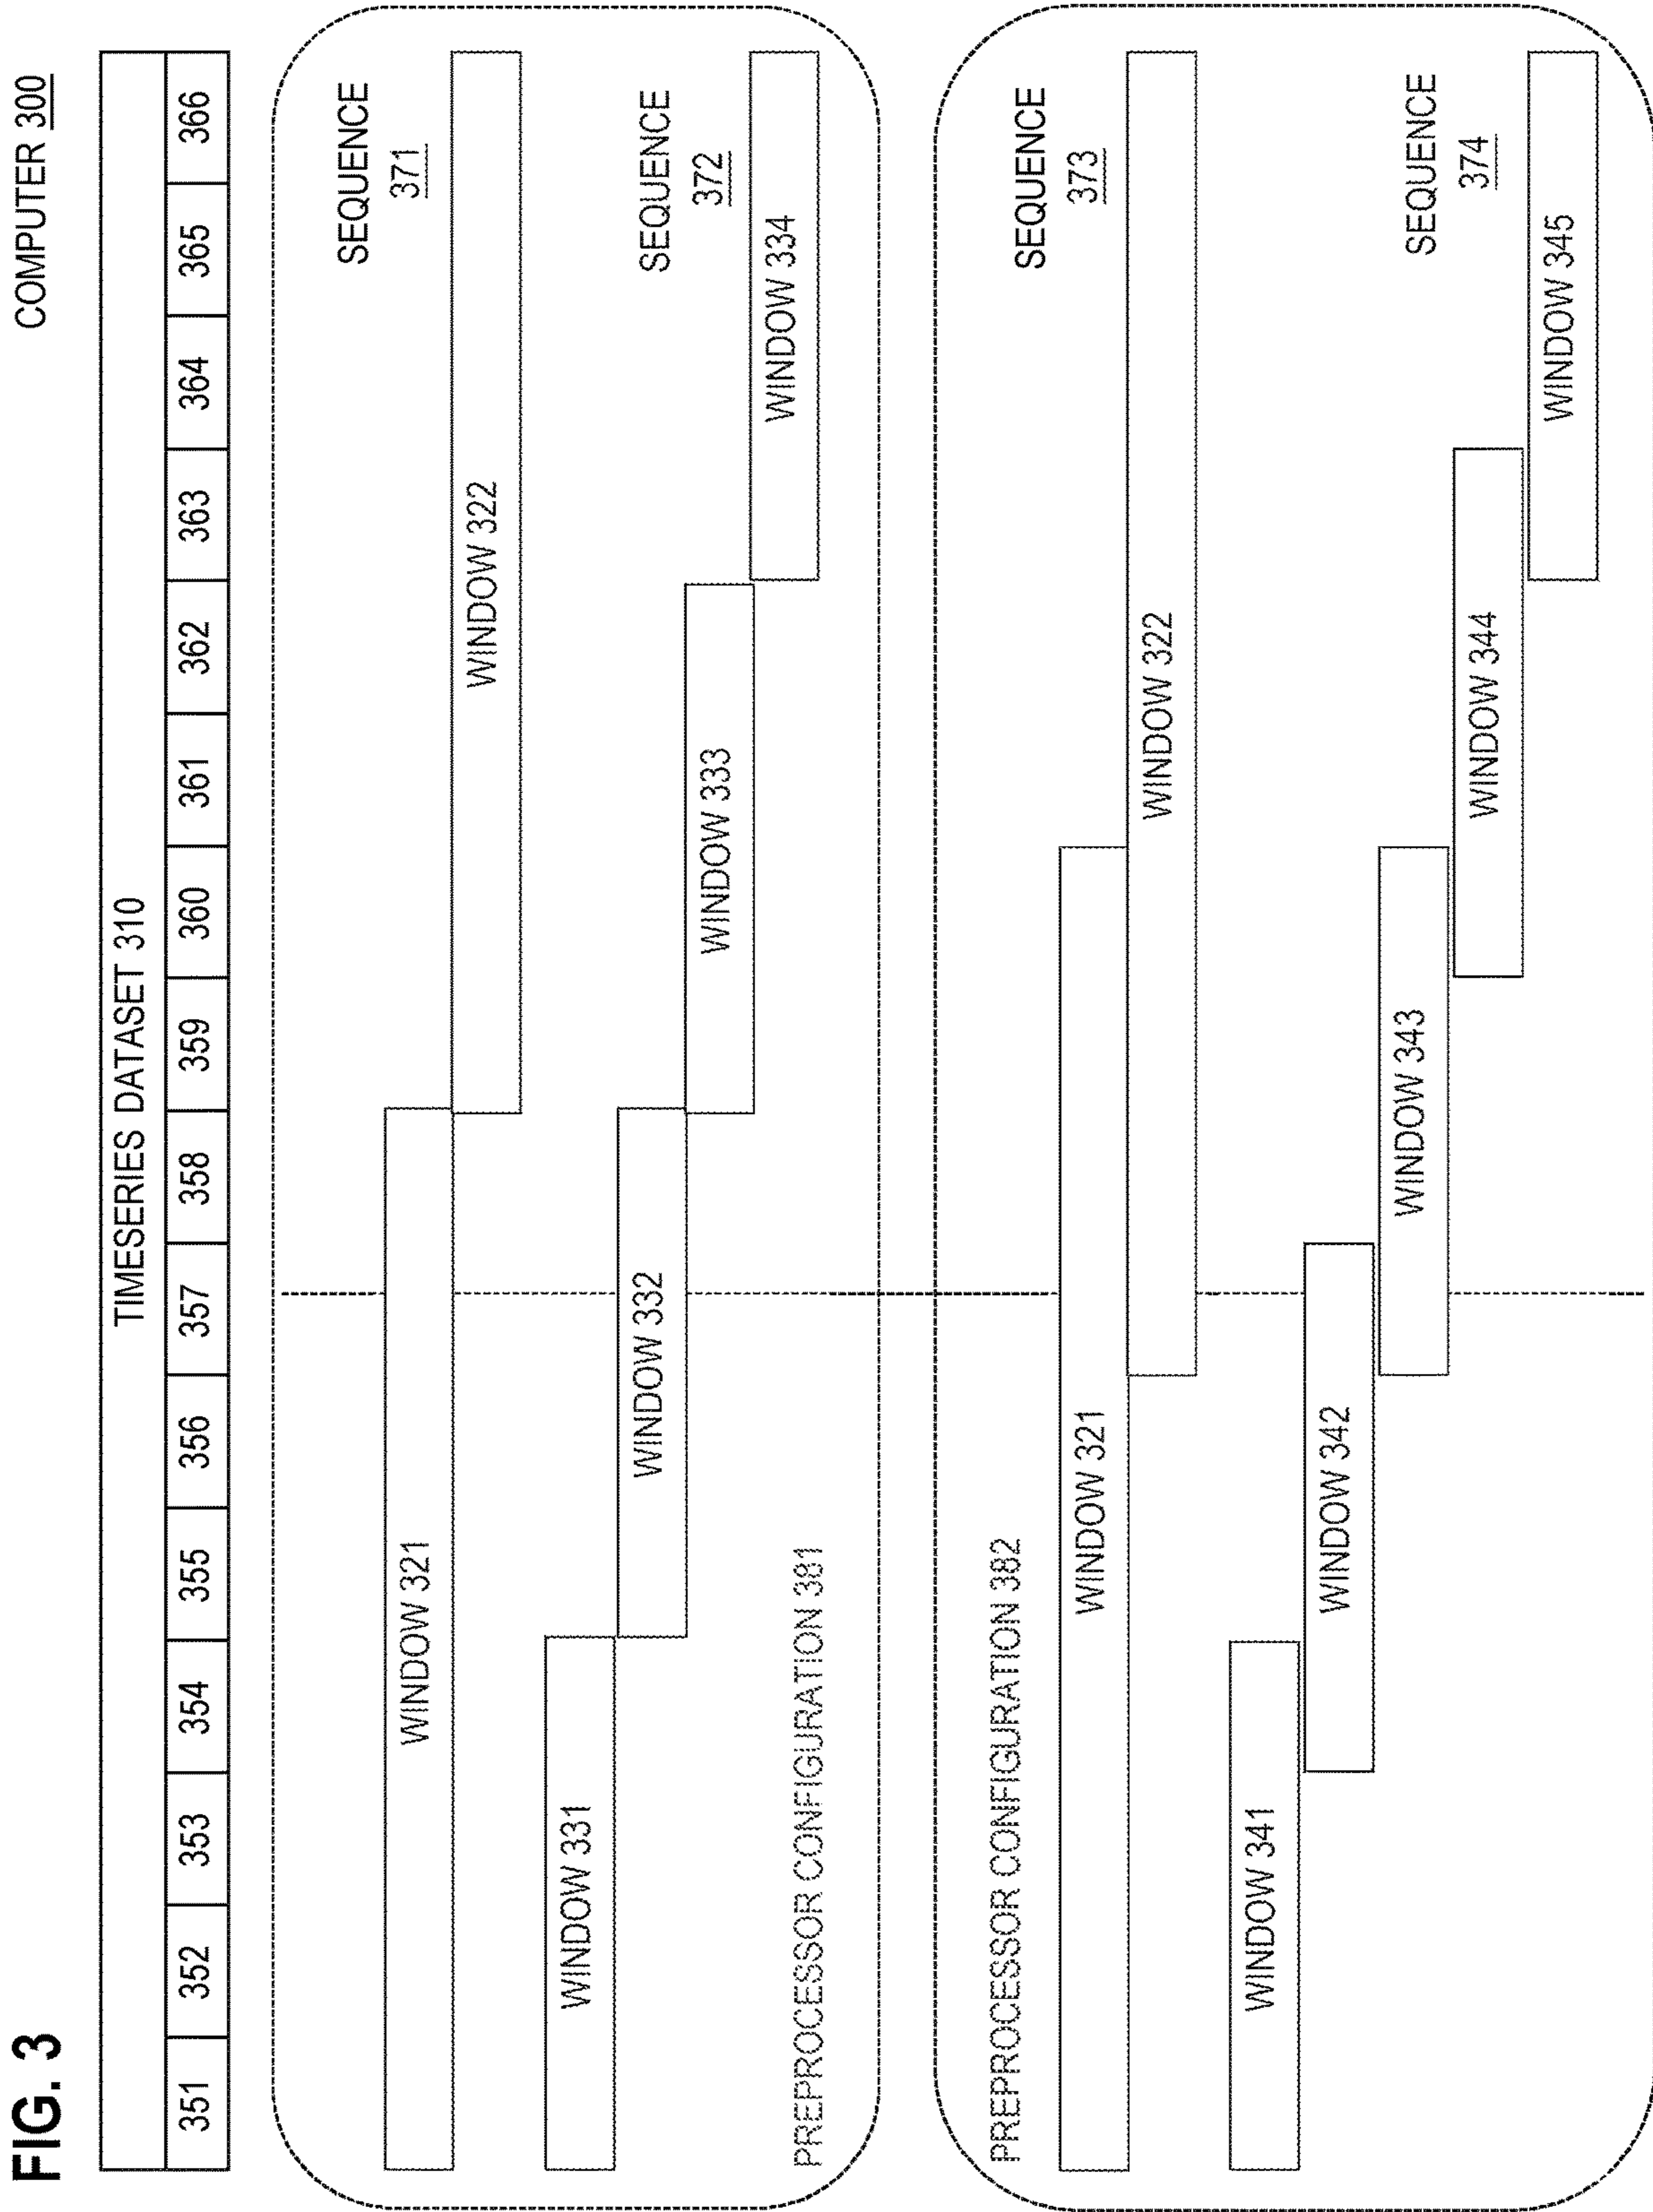 FIG. 3
COMPUTER 300
TIMESERIES DATASET 310
351 352 353 354 355 356 357 358 359 360 361 362 363 364 365 366
SEQUENCE
371
WINDOW 321
WINDOW 322
SEQUENCE
372
WINDOW 331
WINDOW 332
WINDOW 333
WINDOW 334
PREPROCESSOR CONFIGURATION 381
PREPROCESSOR CONFIGURATION 382
SEQUENCE
373
WINDOW 321
WINDOW 322
SEQUENCE
374
WINDOW 341
WINDOW 342
WINDOW 343
WINDOW 344
WINDOW 345